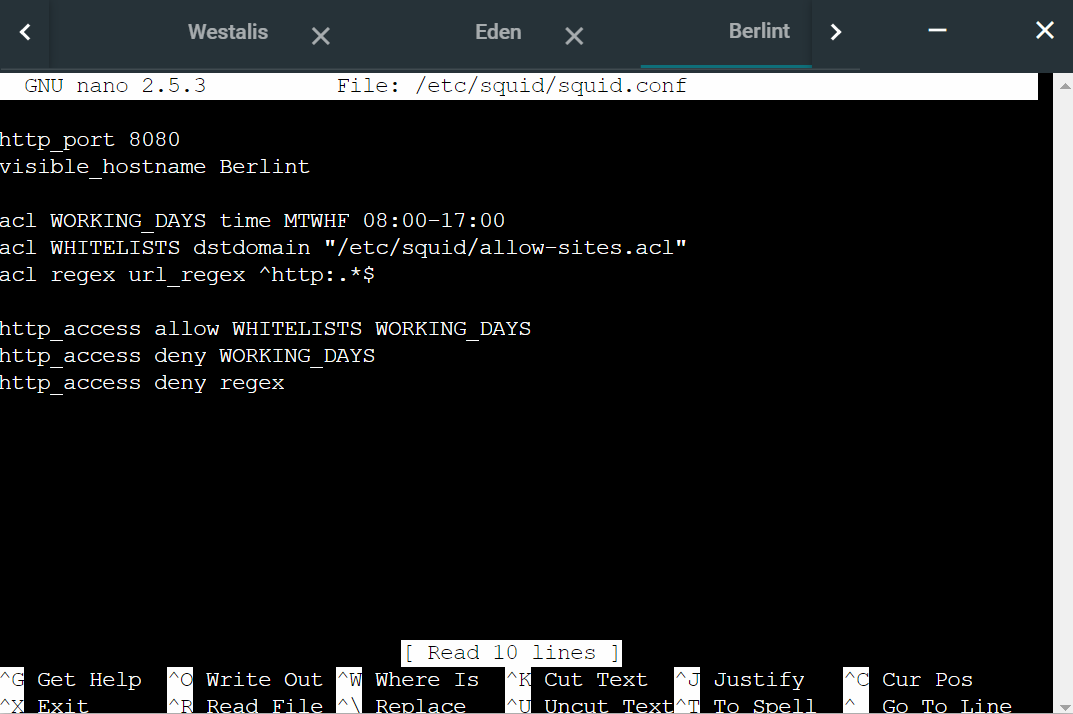 Westalis Eden Berlint
GNU nano 2.5.3 File: /etc/squid/squid.conf
http_port 8080
visible_hostname Berlint
acl WORKING_DAYS time MTWHF 08:00-17:00
acl WHITELISTS dstdomain "/etc/squid/allow-sites.acl"
acl regex url_regex ^http:.*$
http_access allow WHITELISTS WORKING_DAYS
http_access deny WORKING_DAYS
http_access deny regex
[ Read 10 lines ]
^G Get Help ^O Write Out ^W Where Is ^K Cut Text ^J Justify ^C Cur Pos
^X Exit ^R Read File ^\ Replace ^U Uncut Text ^T To Spell ^_ Go To Line